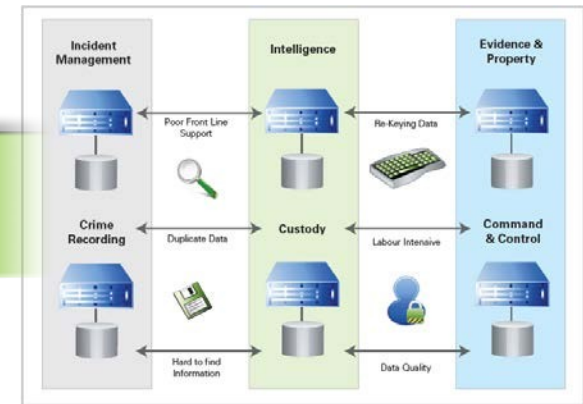 Incident
Management
Intelligence
Evidence &
Property
Poor Front Line
Support
Re-Keying Data
Crime
Recording
Duplicate Data
Custody
Labour Intensive
Command
& Control
Hard to find
Information
Data Quality